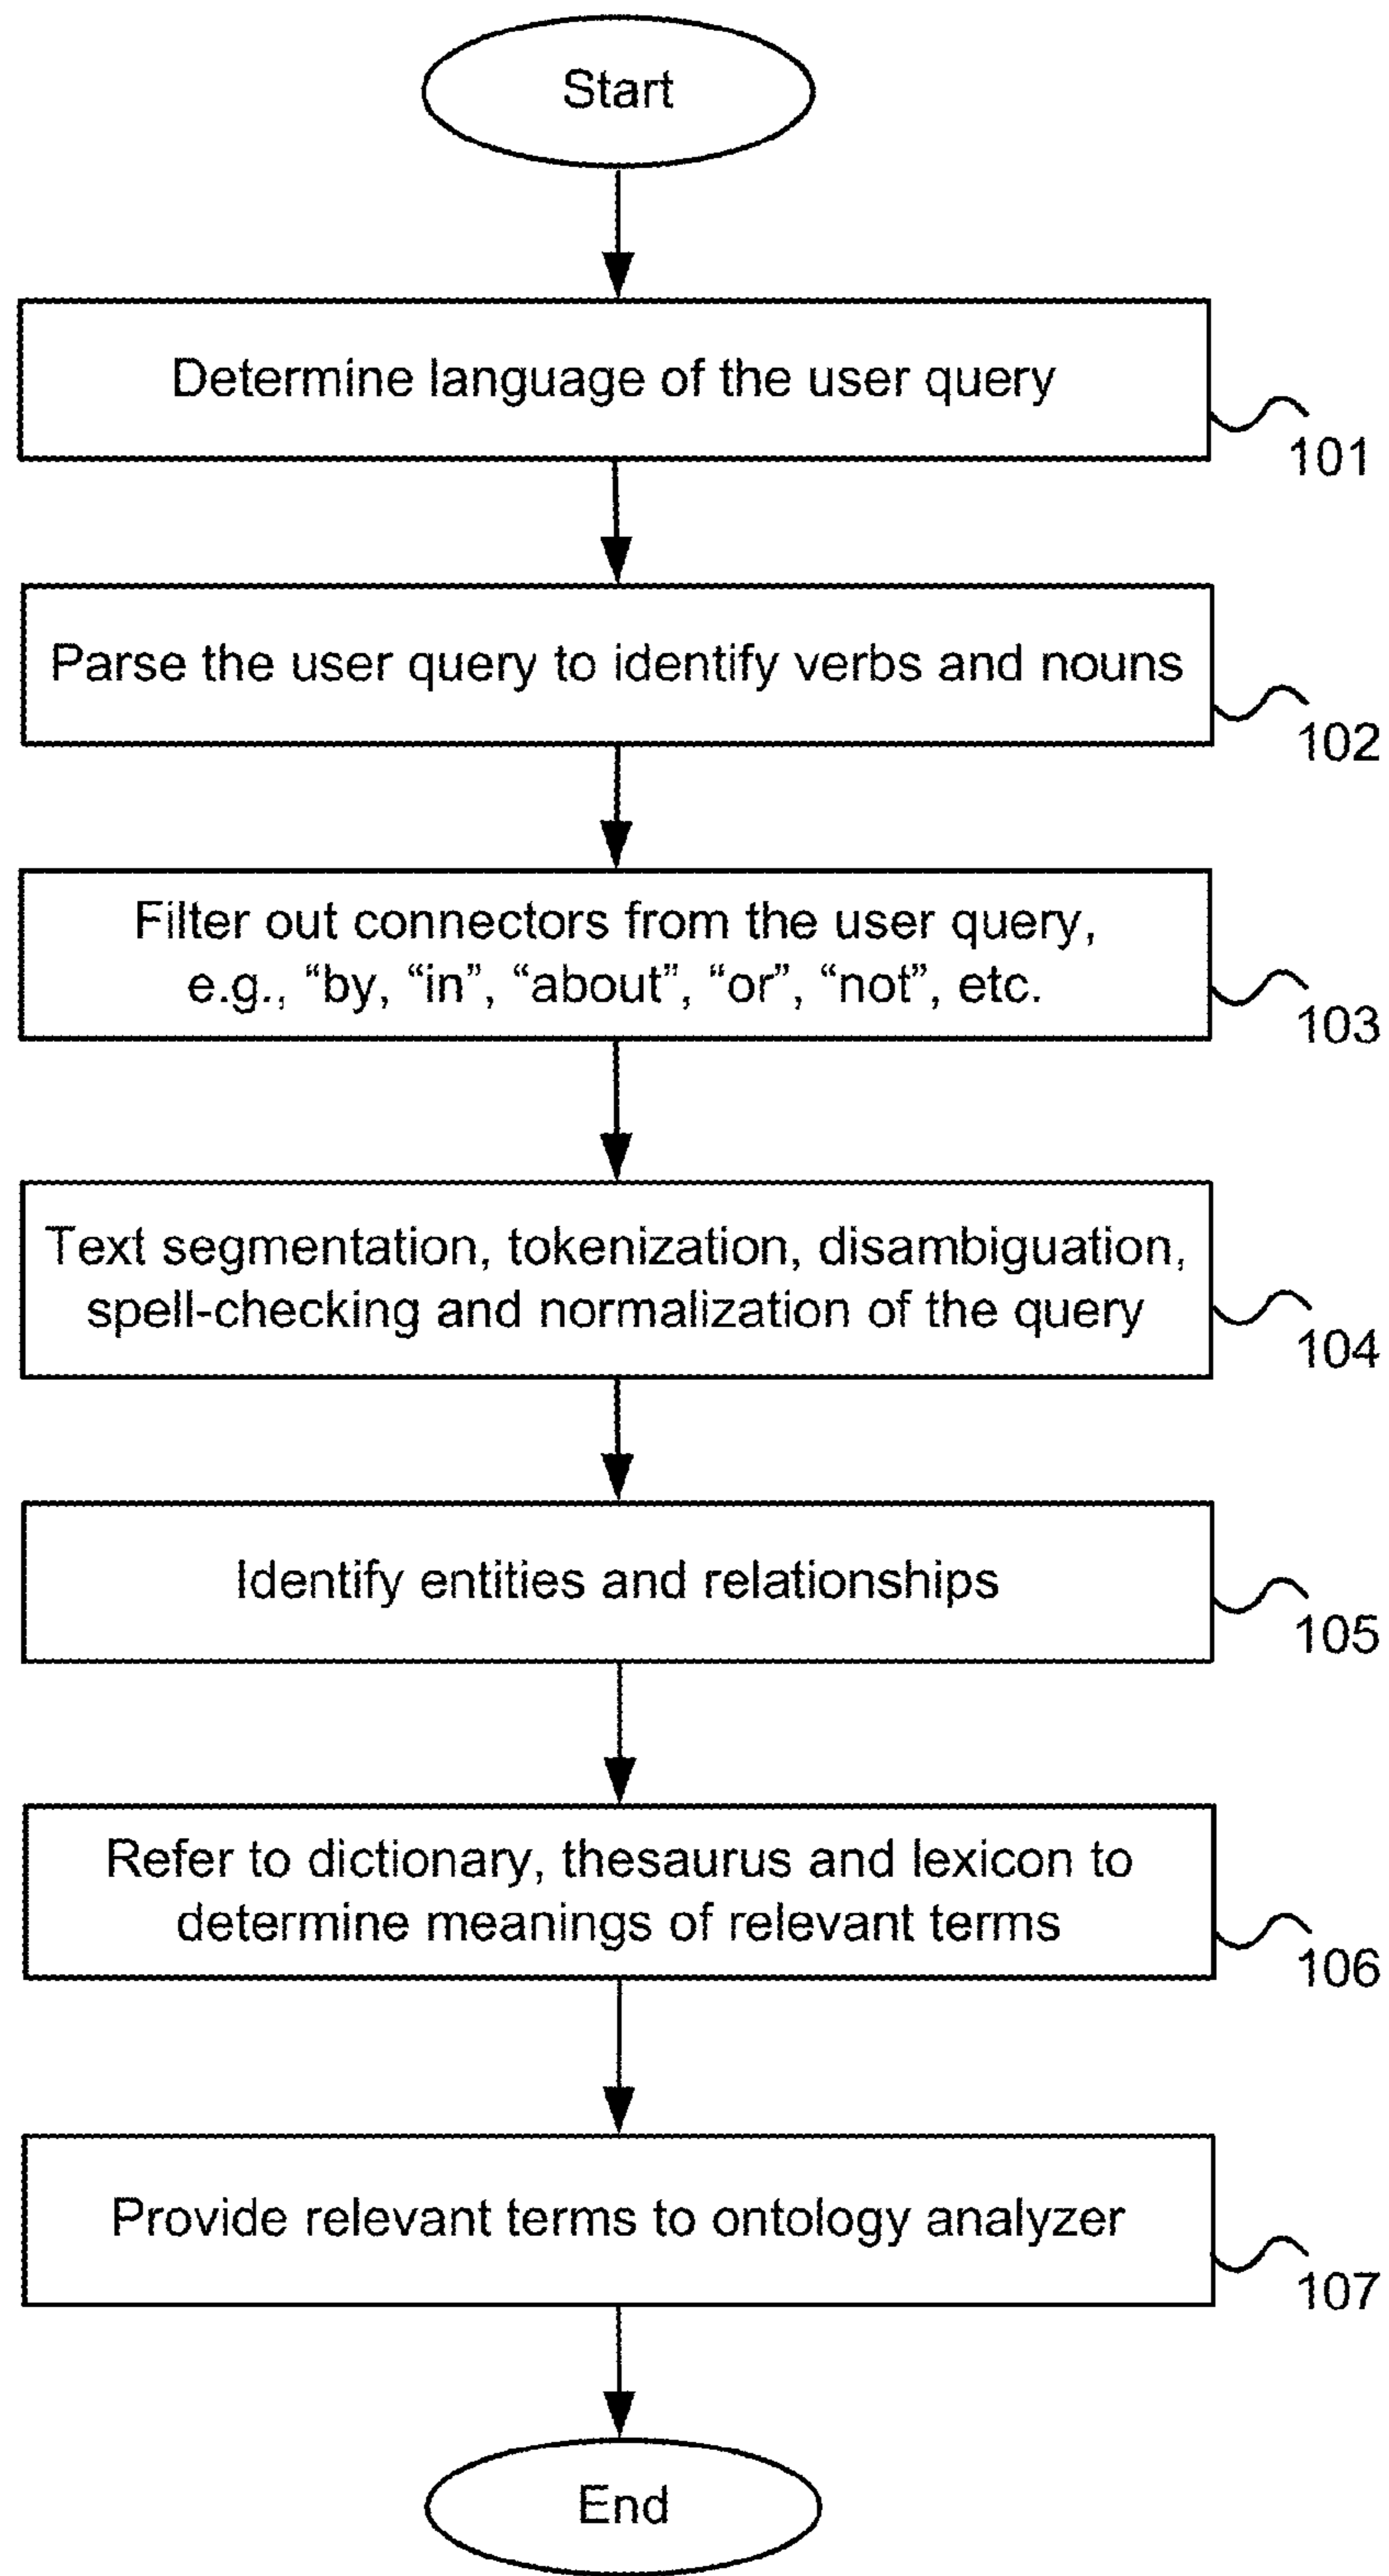 Start
Determine language of the user query
101
Parse the user query to identify verbs and nouns
102
Filter out connectors from the user query,
e.g., “by, “in”, “about”, “or”, “not”, etc.
103
Text segmentation, tokenization, disambiguation,
spell-checking and normalization of the query
104
Identify entities and relationships
105
Refer to dictionary, thesaurus and lexicon to
determine meanings of relevant terms
106
Provide relevant terms to ontology analyzer
107
End